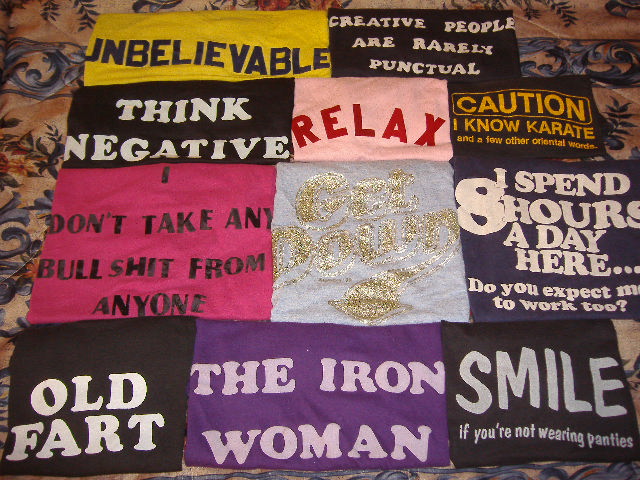 UNBELIEVABLE
CREATIVE PEOPLE
ARE RARELY
PUNCTUAL
THINK
NEGATIVE
RELAX
CAUTION
I KNOW KARATE
and a few other oriental words.
I
DON'T TAKE ANY
BULLSHIT FROM
ANYONE
Get
Down
I SPEND
8 HOURS
A DAY
HERE...
Do you expect me
to work too?
OLD
FART
THE IRON
WOMAN
SMILE
if you're not wearing panties